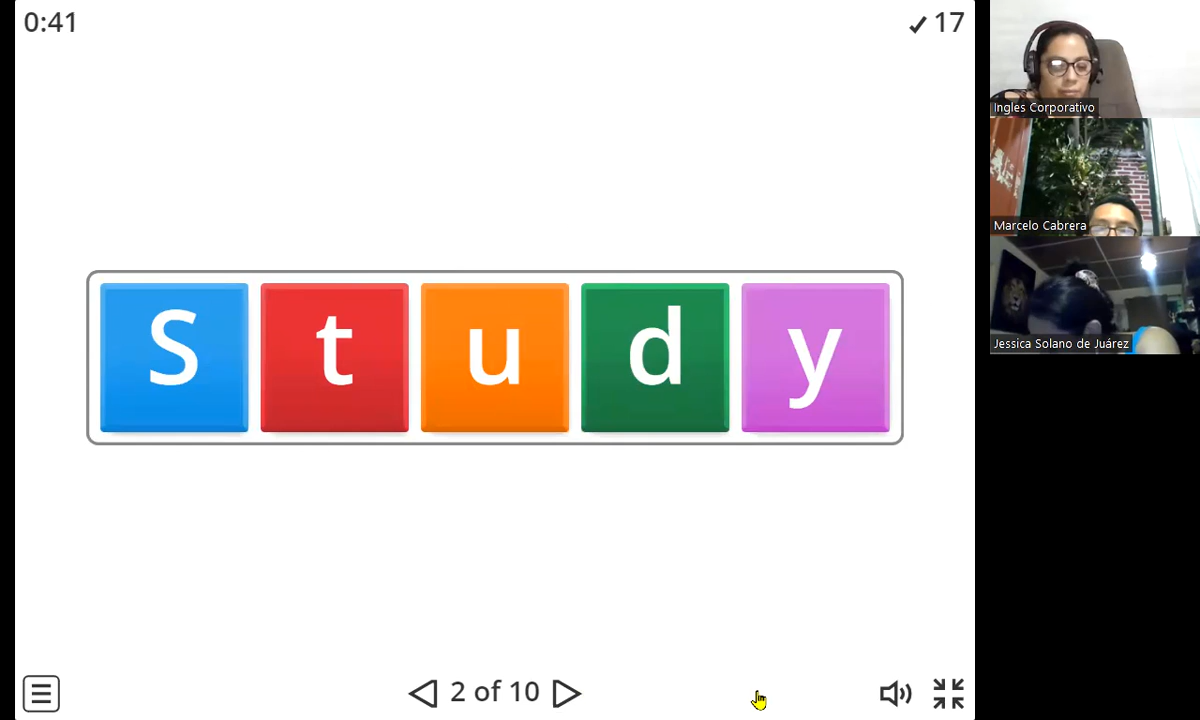 0:41
✓ 17
S t u d y
2 of 10
Ingles Corporativo
Marcelo Cabrera
Jessica Solano de Juárez